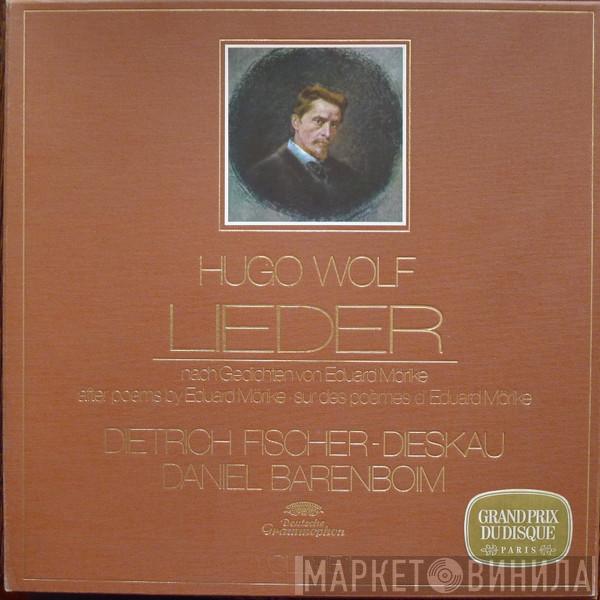 HUGO WOLF
LIEDER
nach Gedichten von Eduard Mörike
after poems by Eduard Mörike · sur des poèmes d'Eduard Mörike
DIETRICH FISCHER-DIESKAU
DANIEL BARENBOIM
Deutsche
Grammophon
GRAND PRIX
DU DISQUE
PARIS
МАРКЕТ ВИНИЛА